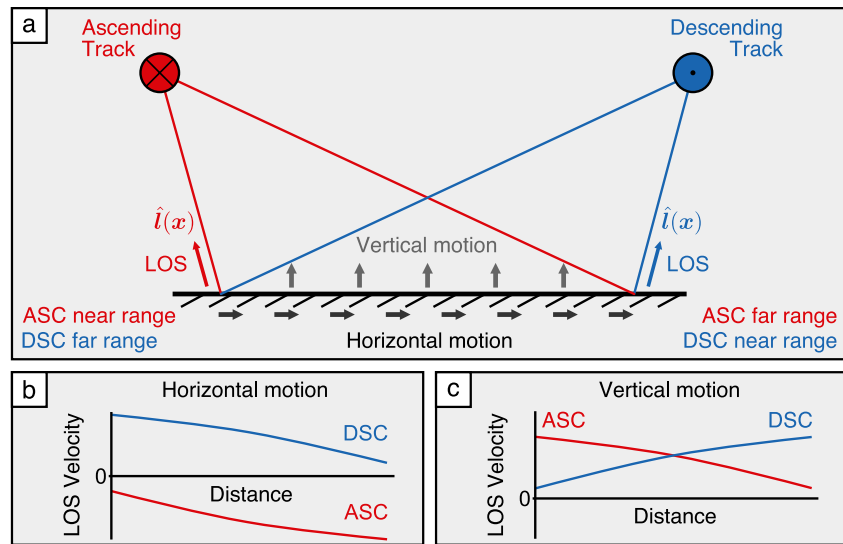 a
Ascending
Track
Descending
Track
l̂(x)
LOS
Vertical motion
l̂(x)
LOS
ASC near range
DSC far range
Horizontal motion
ASC far range
DSC near range
b
Horizontal motion
LOS Velocity
0
DSC
Distance
ASC
c
Vertical motion
LOS Velocity
0
ASC
DSC
Distance